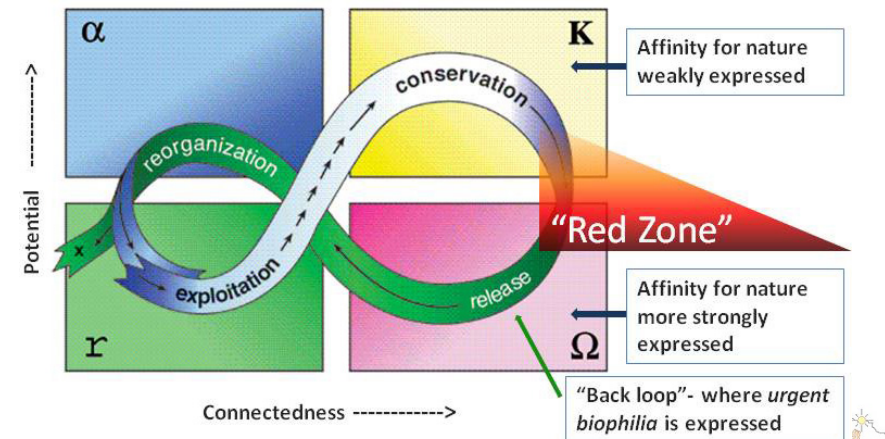 α
K
Affinity for nature
weakly expressed
conservation
reorganization
Potential ----------->
"Red Zone"
x
exploitation
release
Affinity for nature
more strongly
expressed
r
Ω
"Back loop"- where urgent
biophilia is expressed
Connectedness ------------>